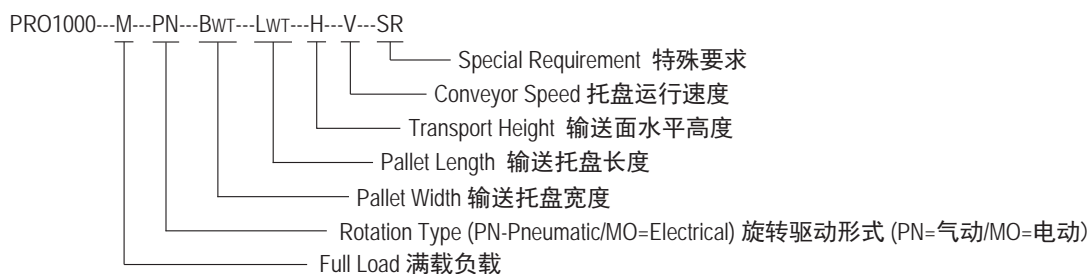 PRO1000---M---PN---BWT---LWT---H---V---SR
Special Requirement 特殊要求
Conveyor Speed 托盘运行速度
Transport Height 输送面水平高度
Pallet Length 输送托盘长度
Pallet Width 输送托盘宽度
Rotation Type (PN-Pneumatic/MO=Electrical) 旋转驱动形式 (PN=气动/MO=电动)
Full Load 满载负载